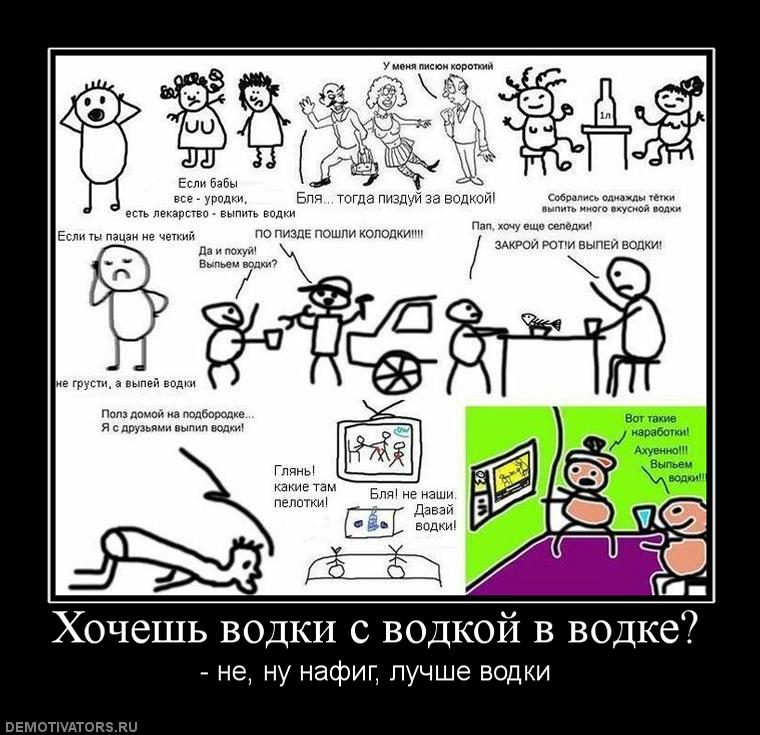 У меня писюн короткий
1л
Если бабы
все - уродки,
есть лекарство - выпить водки
Бля... тогда пиздуй за водкой!
Собрались однажды тётки
выпить много вкусной водки
Если ты пацан не четкий
не грусти, а выпей водки
ПО ПИЗДЕ ПОШЛИ КОЛОДКИ!!!!
Да и похуй!
Выпьем водки?
Пап, хочу еще селёдки!
ЗАКРОЙ РОТ!И ВЫПЕЙ ВОДКИ!
Полз домой на подбородке...
Я с друзьями выпил водки!
Глянь!
какие там
пелотки!
Бля! не наши.
Давай
водки!
Вот такие
наработки!
Ахуенно!!!
Выпьем
водки!!
Хочешь водки с водкой в водке?
- не, ну нафиг, лучше водки
DEMOTIVATORS.RU